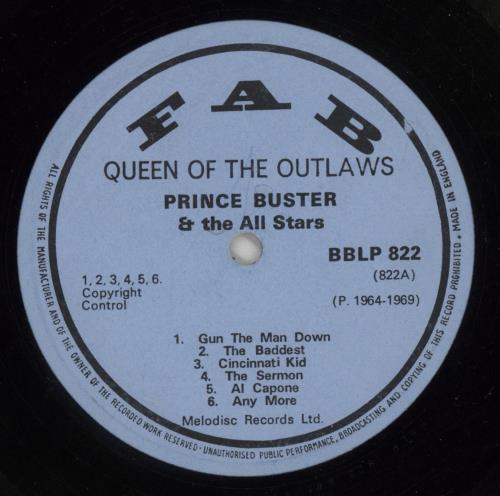 FAB
QUEEN OF THE OUTLAWS
PRINCE BUSTER
& the All Stars
BBLP 822
(822A)
(P. 1964-1969)
1, 2, 3, 4, 5, 6.
Copyright
Control
1. Gun The Man Down
2. The Baddest
3. Cincinnati Kid
4. The Sermon
5. Al Capone
6. Any More
Melodisc Records Ltd.
ALL RIGHTS OF THE MANUFACTURER AND OF THE OWNER OF THE RECORDED WORK RESERVED · UNAUTHORISED PUBLIC PERFORMANCE, BROADCASTING AND COPYING OF THIS RECORD PROHIBITED · MADE IN ENGLAND